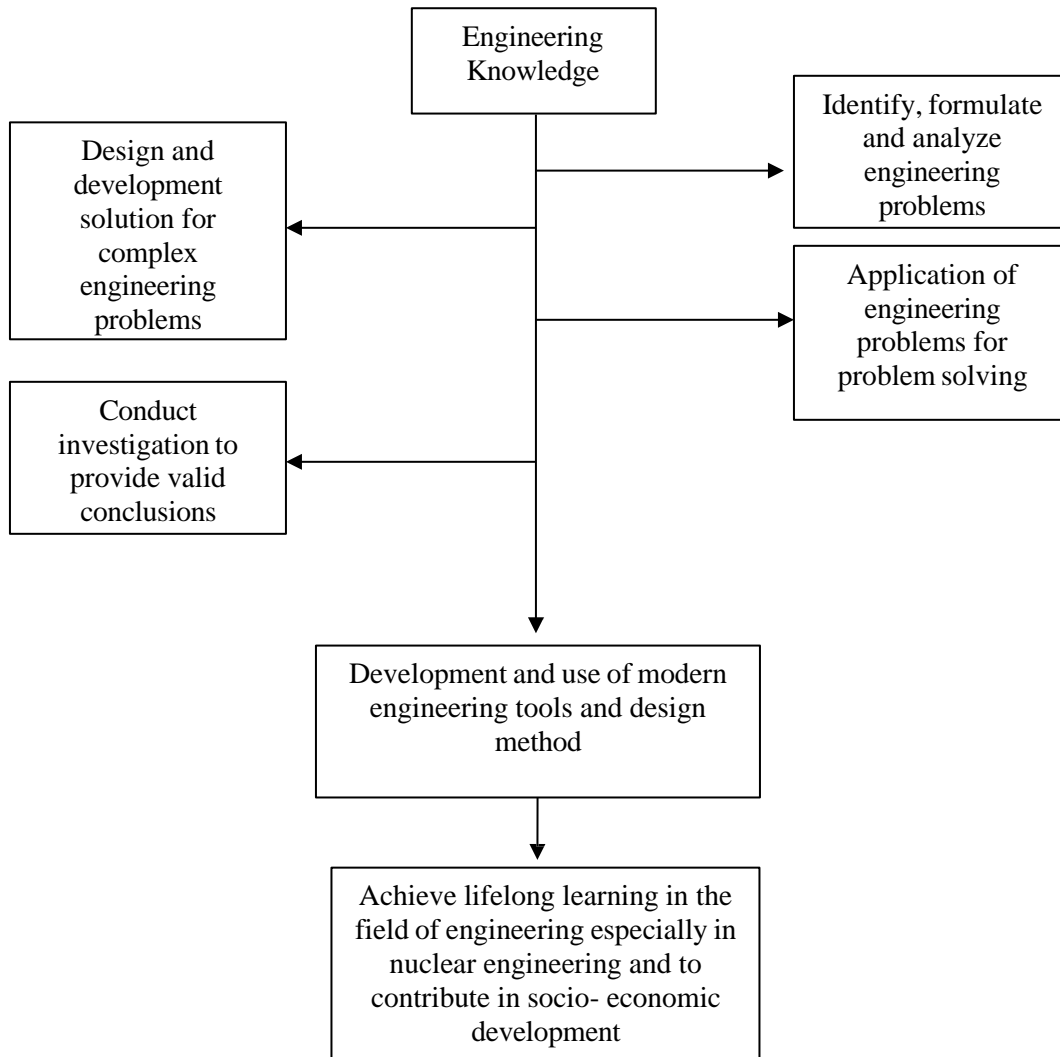 Engineering
Knowledge
Identify, formulate
and analyze
engineering
problems
Design and
development
solution for
complex
engineering
problems
Application of
engineering
problems for
problem solving
Conduct
investigation to
provide valid
conclusions
Development and use of modern
engineering tools and design
method
Achieve lifelong learning in the
field of engineering especially in
nuclear engineering and to
contribute in socio- economic
development